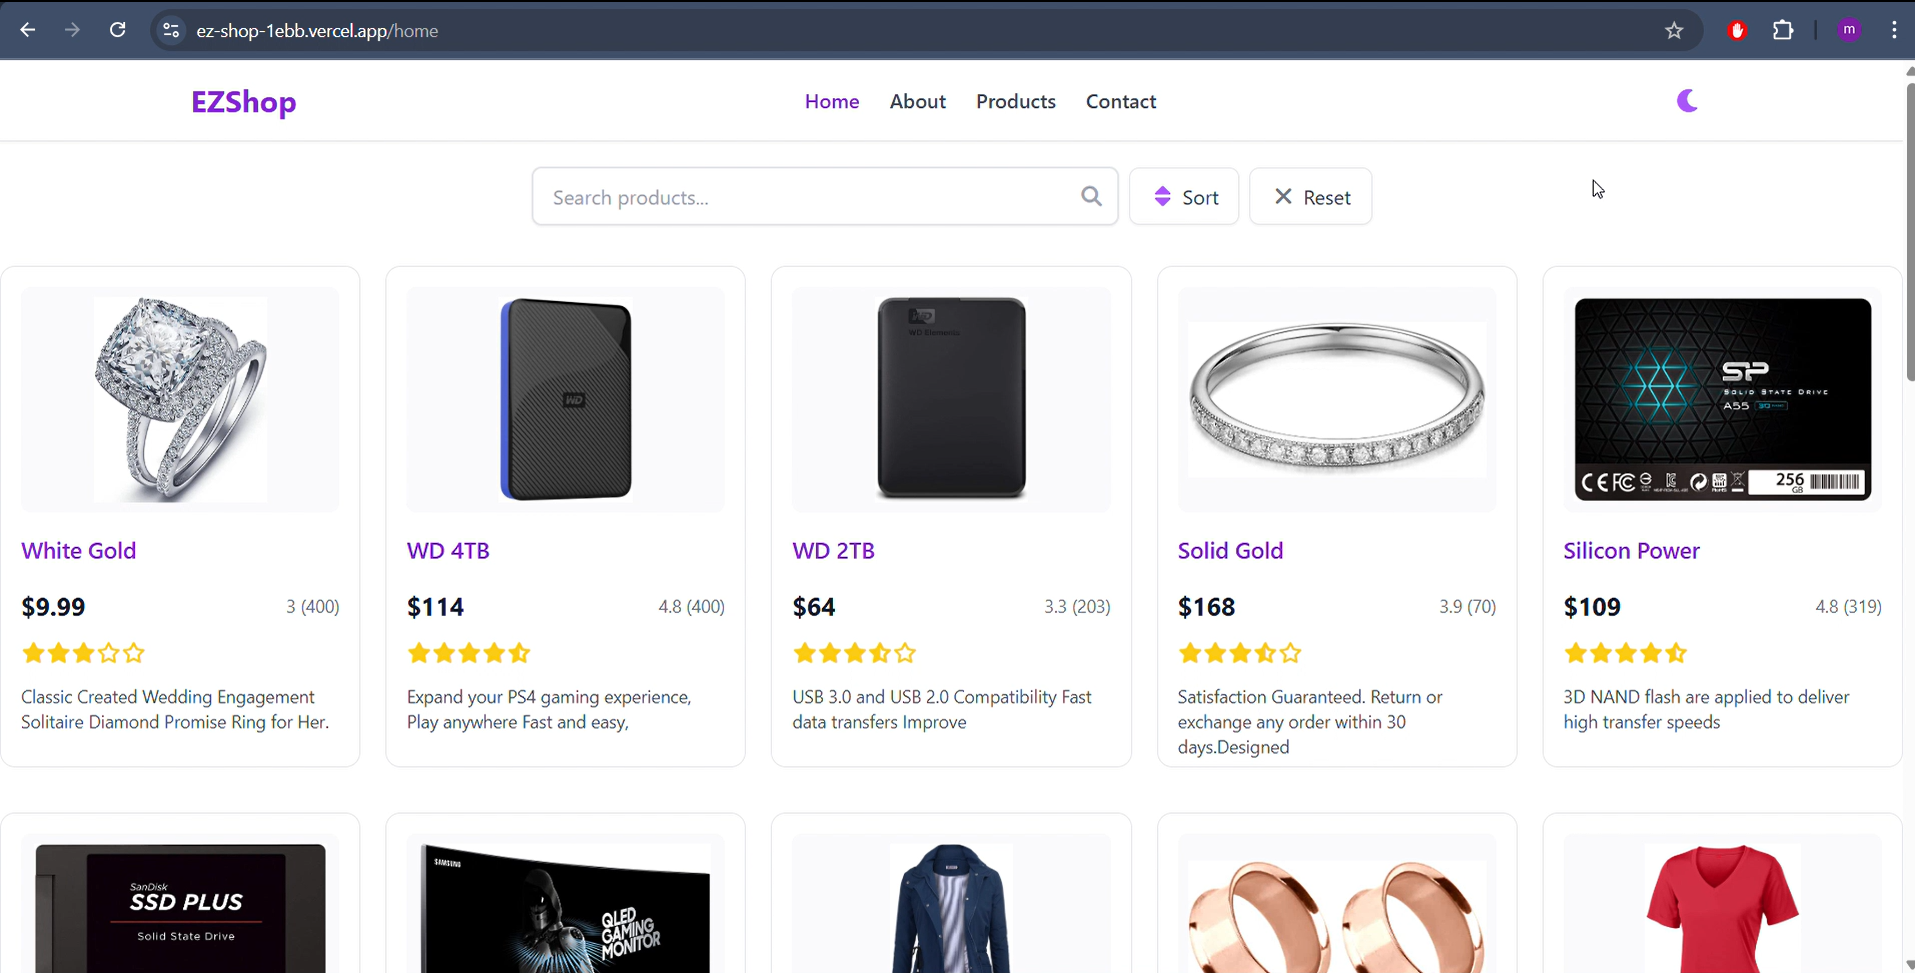 ez-shop-1ebb.vercel.app/home
m
EZShop
Home About Products Contact
Search products...
Sort
Reset
WD
WD
WD Elements
SP
SOLID STATE DRIVE
A55
256
GB
White Gold
WD 4TB
WD 2TB
Solid Gold
Silicon Power
$9.99 3 (400)
$114 4.8 (400)
$64 3.3 (203)
$168 3.9 (70)
$109 4.8 (319)
Classic Created Wedding Engagement
Solitaire Diamond Promise Ring for Her.
Expand your PS4 gaming experience,
Play anywhere Fast and easy,
USB 3.0 and USB 2.0 Compatibility Fast
data transfers Improve
Satisfaction Guaranteed. Return or
exchange any order within 30
days.Designed
3D NAND flash are applied to deliver
high transfer speeds
SanDisk
SSD PLUS
Solid State Drive
SAMSUNG
QLED
GAMING
MONITOR